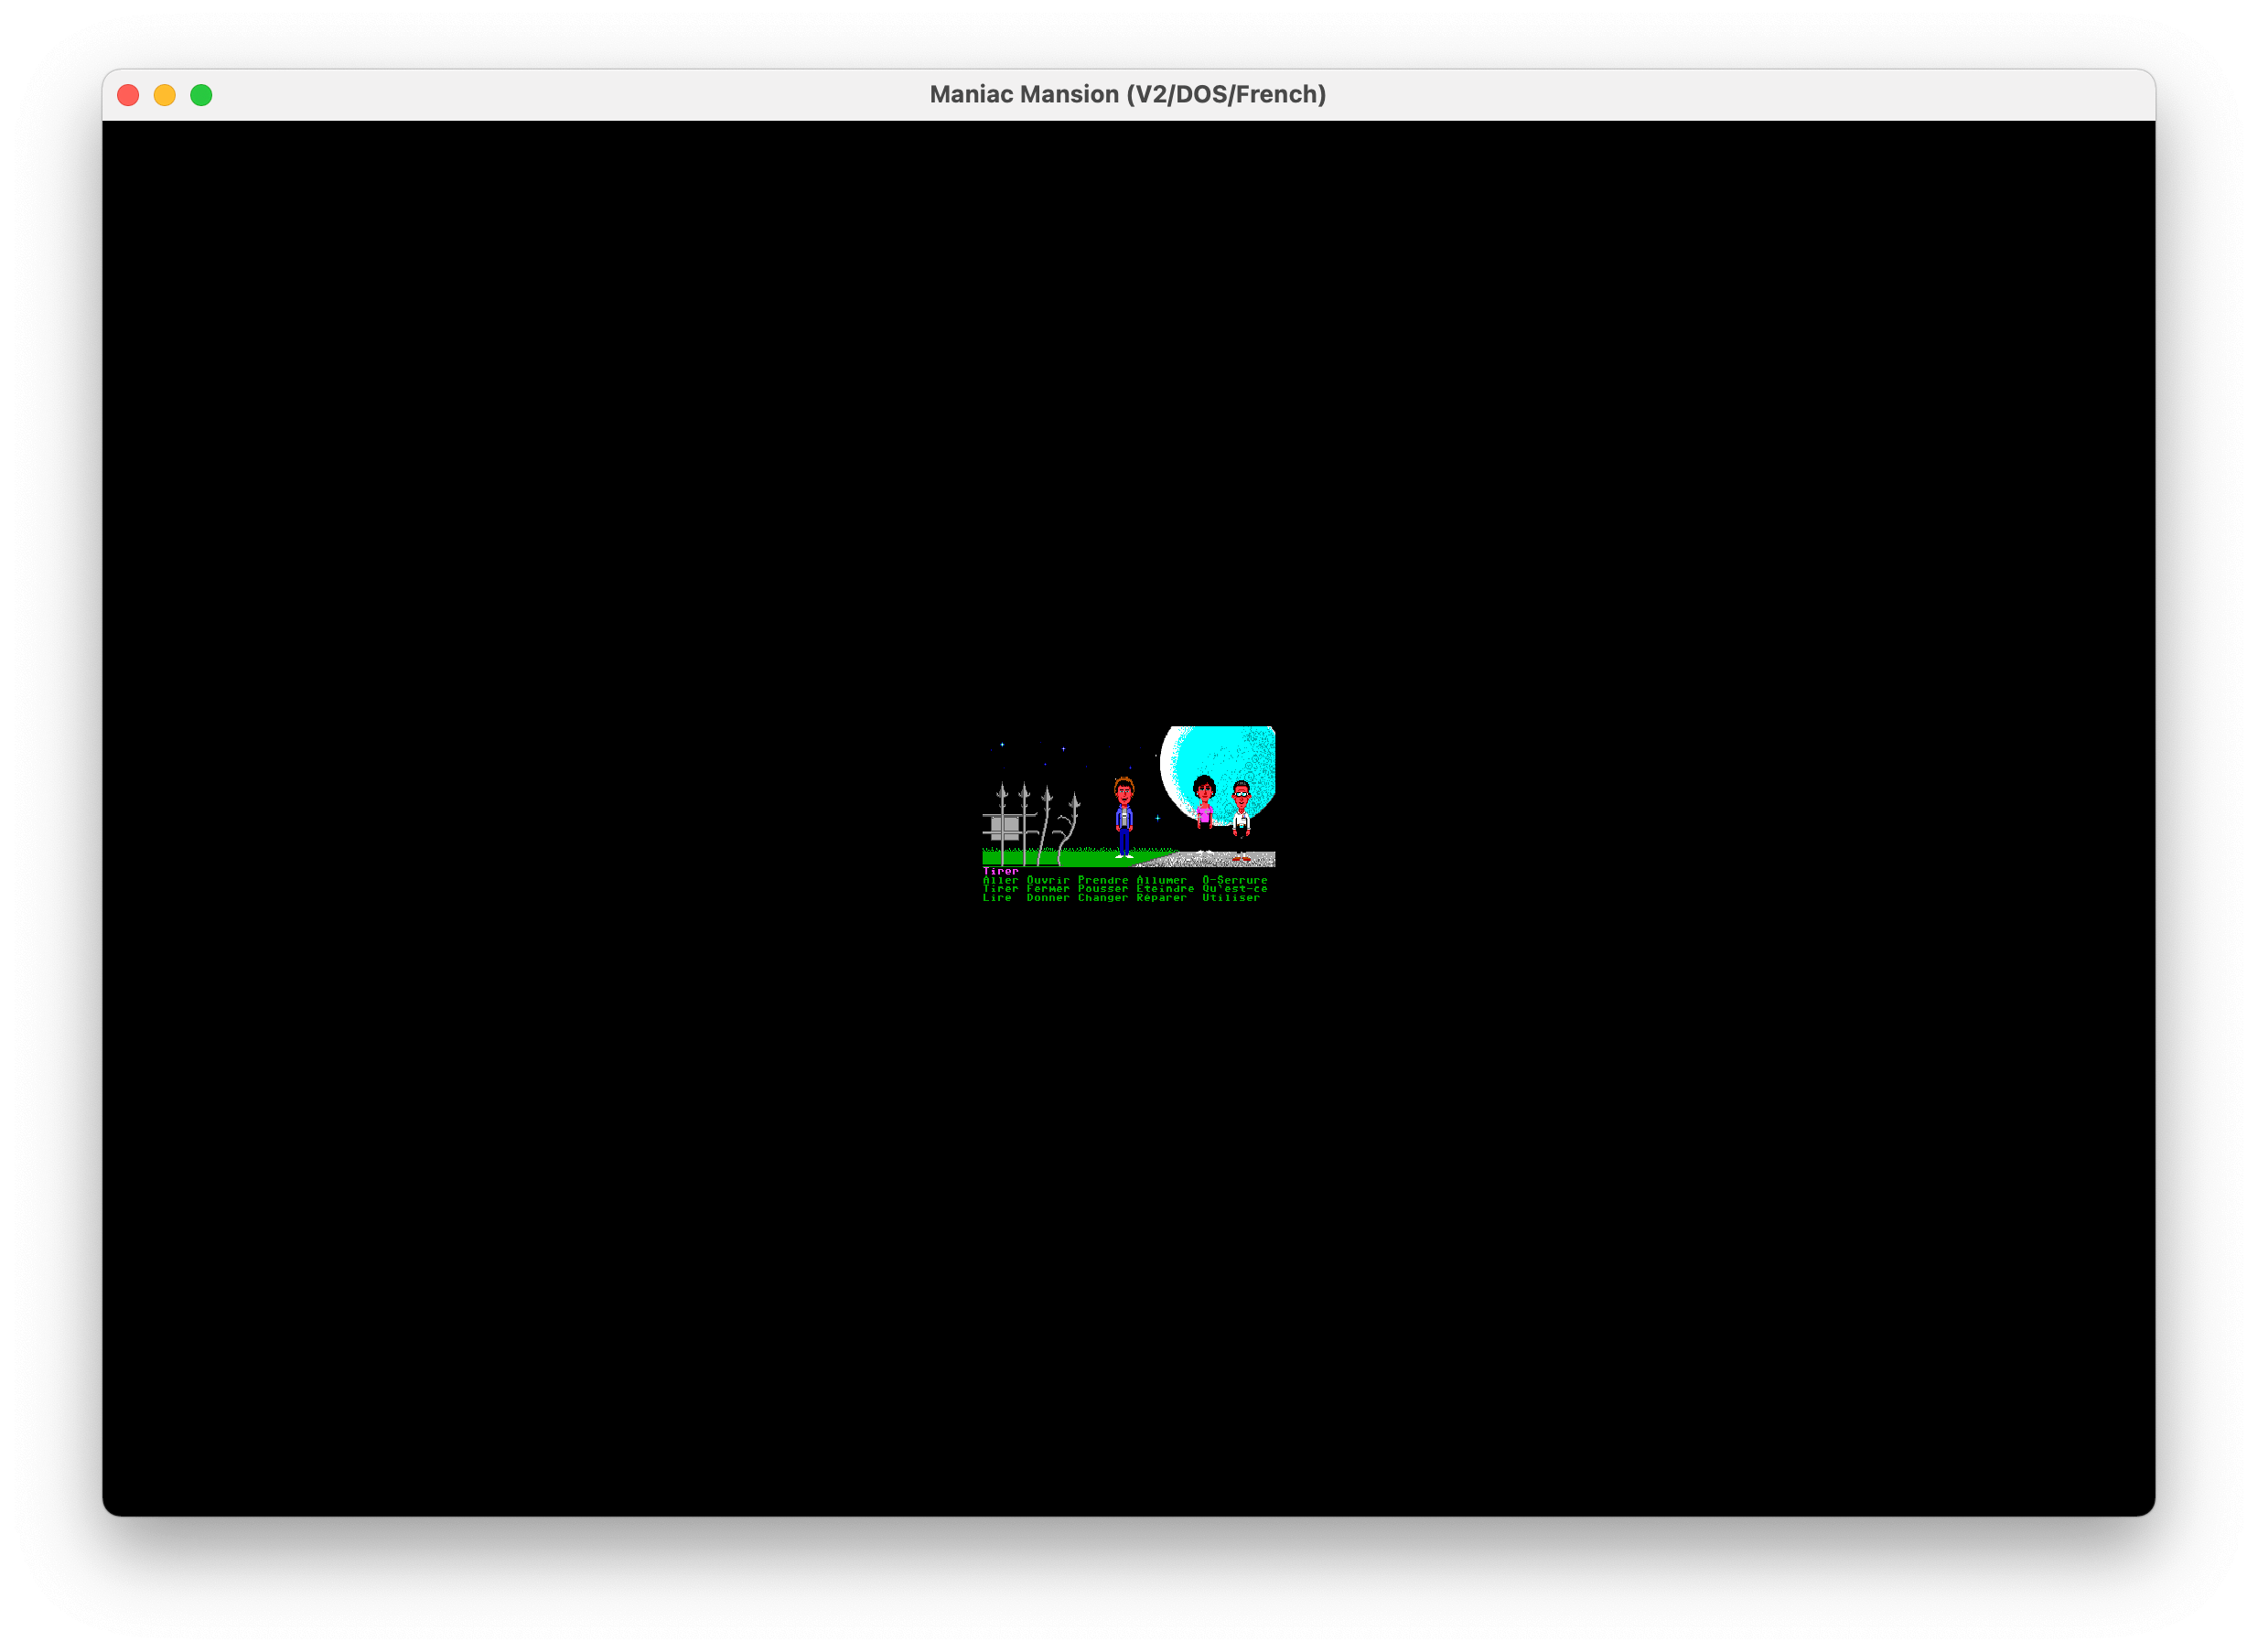 Maniac Mansion (V2/DOS/French)
Tirer
Aller Ouvrir Prendre Allumer O-Serrure
Tirer Fermer Pousser Eteindre Qu'est-ce
Lire Donner Changer Réparer Utiliser